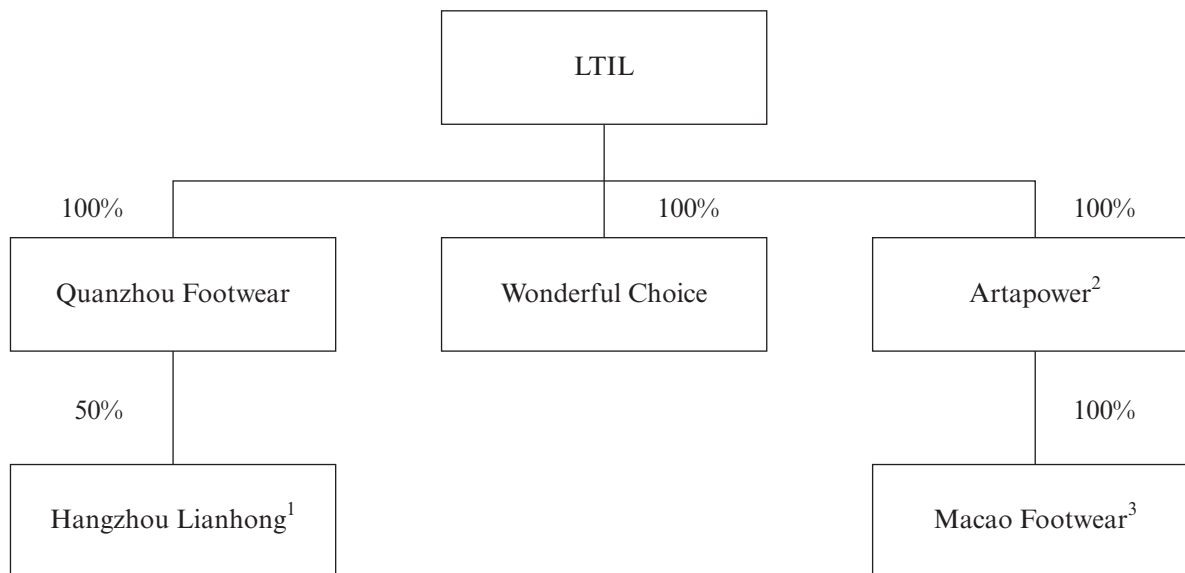 LTIL
100% 100% 100%
Quanzhou Footwear Wonderful Choice Artapower²
50% 100%
Hangzhou Lianhong¹ Macao Footwear³